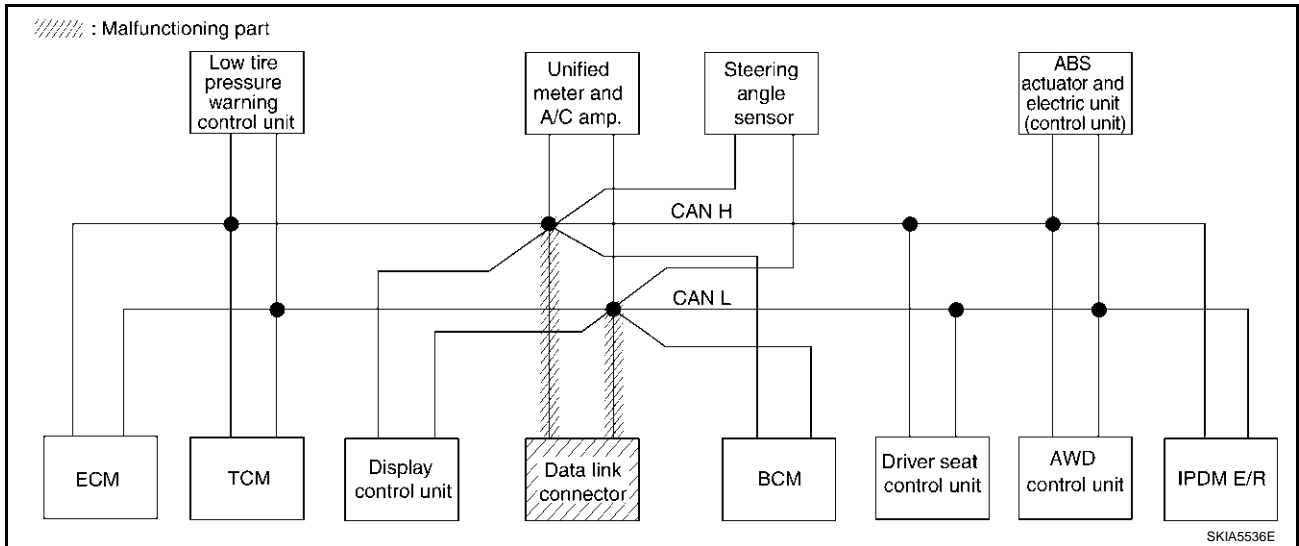 : Malfunctioning part
Low tire
pressure
warning
control unit
Unified
meter and
A/C amp.
Steering
angle
sensor
ABS
actuator and
electric unit
(control unit)
CAN H
CAN L
ECM
TCM
Display
control unit
Data link
connector
BCM
Driver seat
control unit
AWD
control unit
IPDM E/R
SKIA5536E